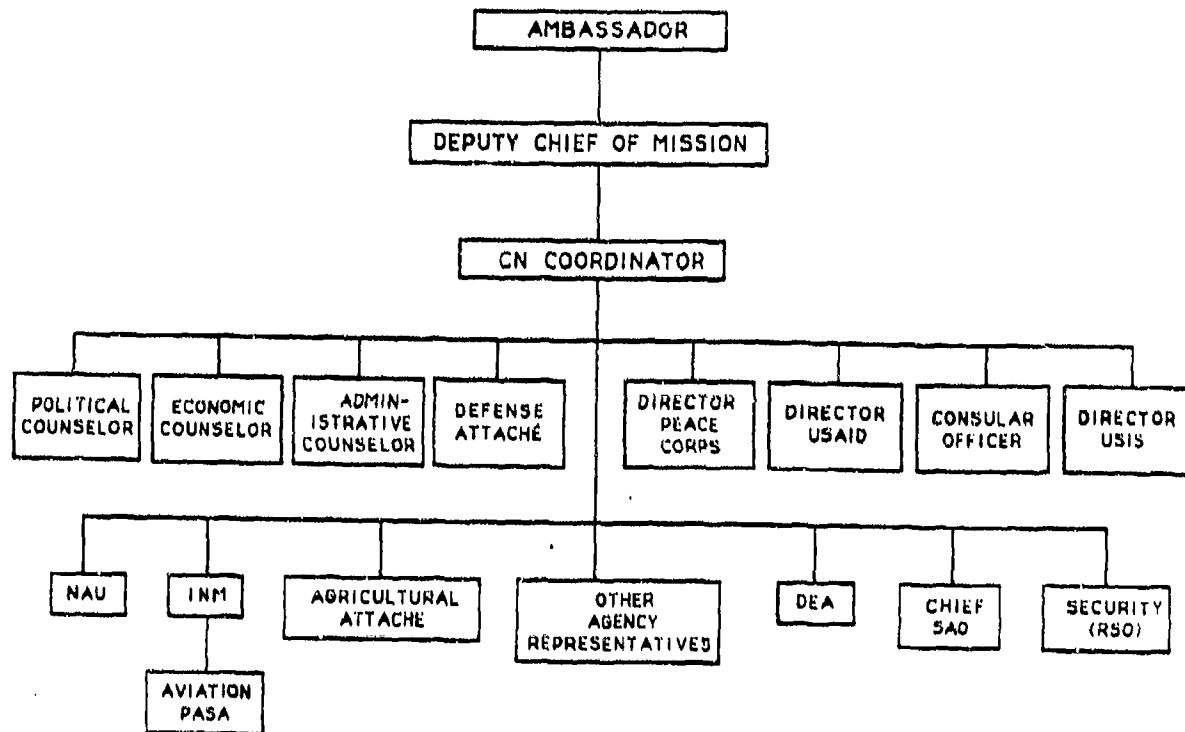 AMBASSADOR
DEPUTY CHIEF OF MISSION
CN COORDINATOR
POLITICAL
COUNSELOR
ECONOMIC
COUNSELOR
ADMIN-
ISTRATIVE
COUNSELOR
DEFENSE
ATTACHÉ
DIRECTOR
PEACE
CORPS
DIRECTOR
USAID
CONSULAR
OFFICER
DIRECTOR
USIS
NAU
INM
AGRICULTURAL
ATTACHE
OTHER
AGENCY
REPRESENTATIVES
DEA
CHIEF
SAO
SECURITY
(RSO)
AVIATION
PASA